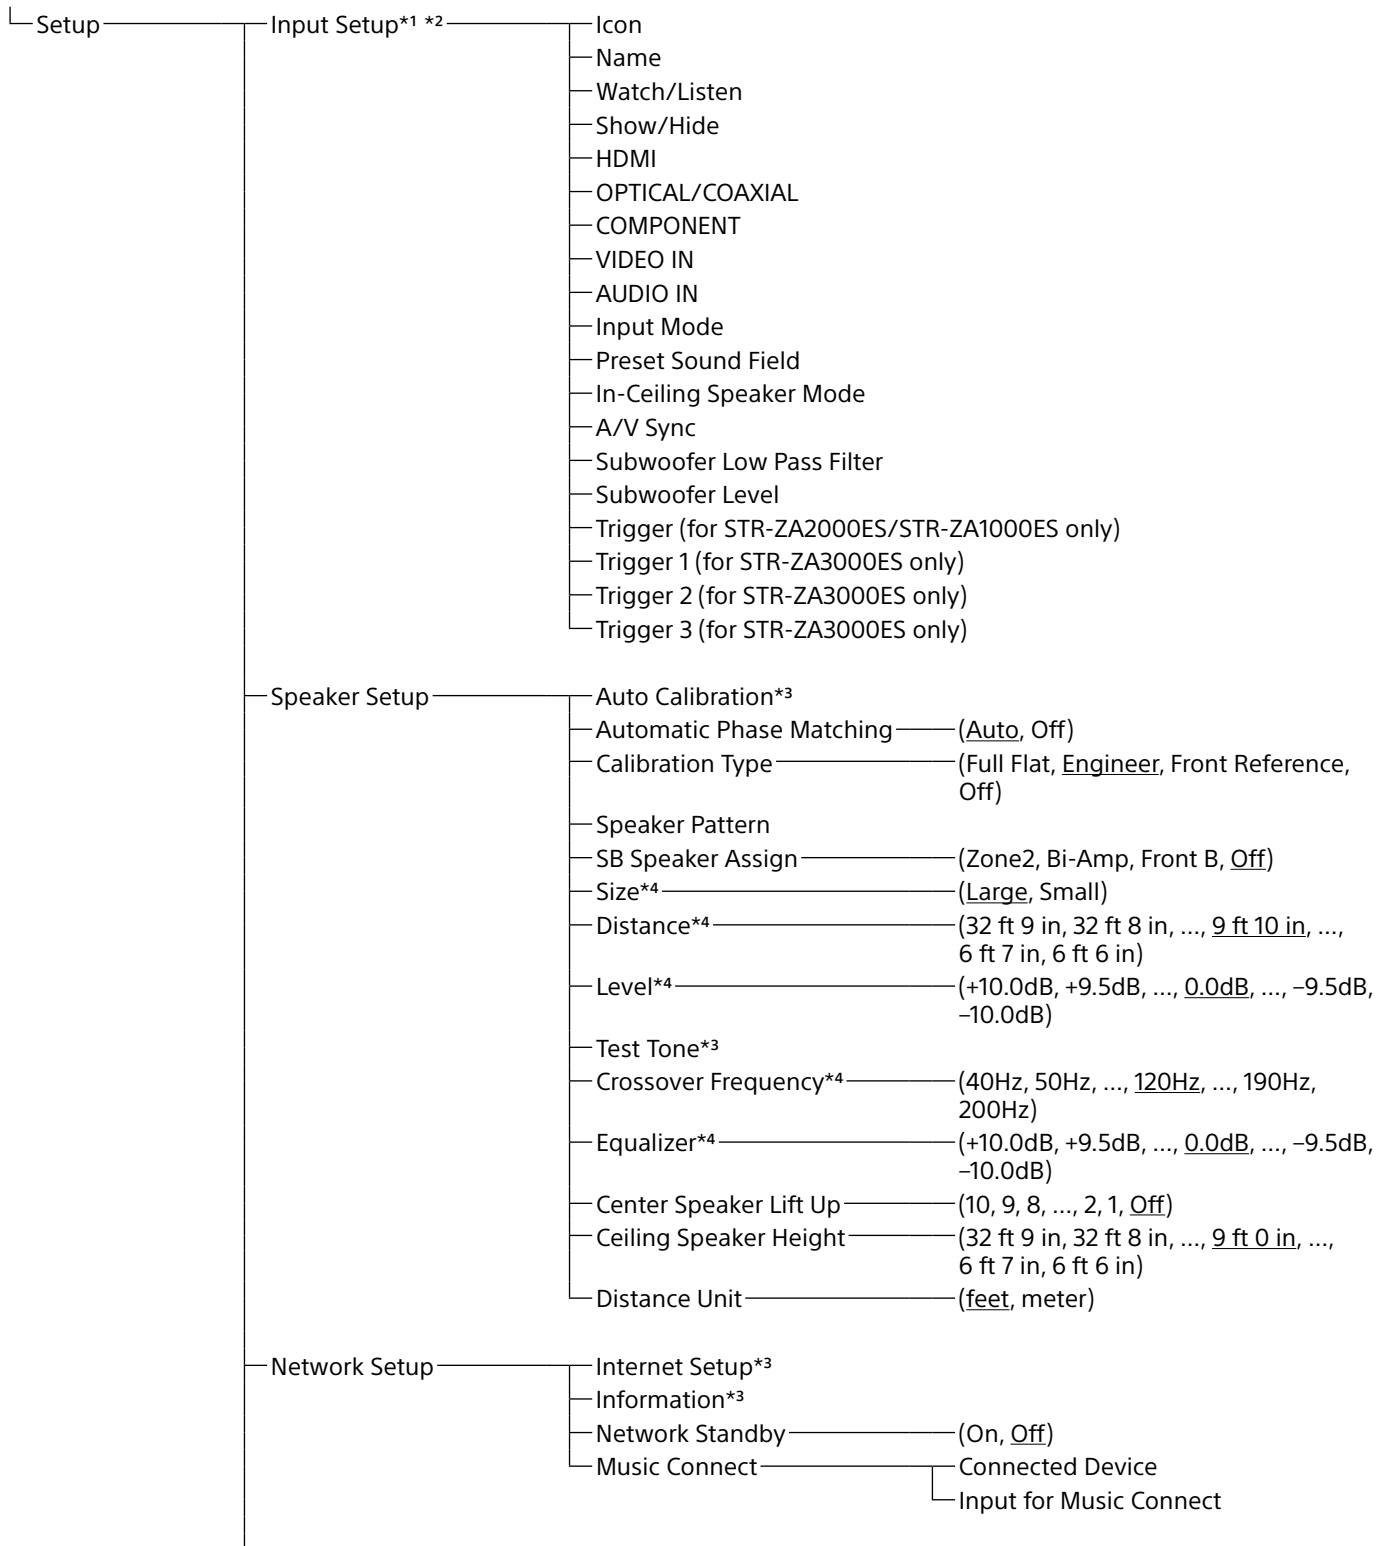 Setup Input Setup*1 *2 Icon
Name
Watch/Listen
Show/Hide
HDMI
OPTICAL/COAXIAL
COMPONENT
VIDEO IN
AUDIO IN
Input Mode
Preset Sound Field
In-Ceiling Speaker Mode
A/V Sync
Subwoofer Low Pass Filter
Subwoofer Level
Trigger (for STR-ZA2000ES/STR-ZA1000ES only)
Trigger 1 (for STR-ZA3000ES only)
Trigger 2 (for STR-ZA3000ES only)
Trigger 3 (for STR-ZA3000ES only)
Speaker Setup Auto Calibration*3
Automatic Phase Matching (Auto, Off)
Calibration Type (Full Flat, Engineer, Front Reference,
Off)
Speaker Pattern
SB Speaker Assign (Zone2, Bi-Amp, Front B, Off)
Size*4 (Large, Small)
Distance*4 (32 ft 9 in, 32 ft 8 in, ..., 9 ft 10 in, ...,
6 ft 7 in, 6 ft 6 in)
Level*4 (+10.0dB, +9.5dB, ..., 0.0dB, ..., –9.5dB,
–10.0dB)
Test Tone*3
Crossover Frequency*4 (40Hz, 50Hz, ..., 120Hz, ..., 190Hz,
200Hz)
Equalizer*4 (+10.0dB, +9.5dB, ..., 0.0dB, ..., –9.5dB,
–10.0dB)
Center Speaker Lift Up (10, 9, 8, ..., 2, 1, Off)
Ceiling Speaker Height (32 ft 9 in, 32 ft 8 in, ..., 9 ft 0 in, ...,
6 ft 7 in, 6 ft 6 in)
Distance Unit (feet, meter)
Network Setup Internet Setup*3
Information*3
Network Standby (On, Off)
Music Connect Connected Device
Input for Music Connect